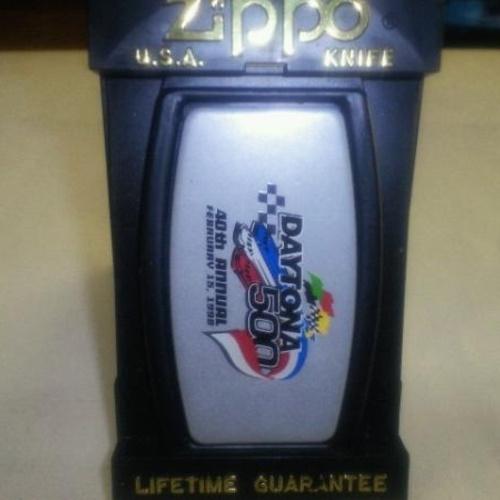 Zippo
U.S.A. KNIFE
DAYTONA
500
40th ANNUAL
FEBRUARY 15, 1998
LIFETIME GUARANTEE